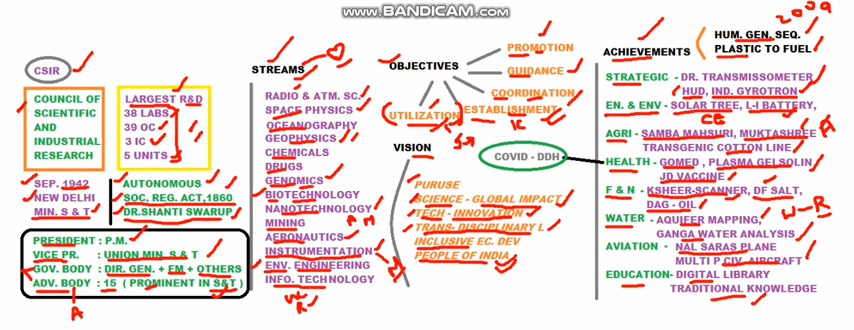 www.BANDICAM.com
2009
CSIR
COUNCIL OF
SCIENTIFIC
AND
INDUSTRIAL
RESEARCH
LARGEST R&D
38 LABS
39 OC
3 IC
5 UNITS
SEP. 1942
NEW DELHI
MIN. S & T
AUTONOMOUS
SOC. REG. ACT,1860
DR.SHANTI SWARUP
PRESIDENT : P.M.
VICE PR. : UNION MIN. S & T
GOV. BODY : DIR. GEN. + FM + OTHERS
ADV. BODY : 15 ( PROMINENT IN S&T )
A
STREAMS
RADIO & ATM. SC.
SPACE PHYSICS
OCEANOGRAPHY
GEOPHYSICS
CHEMICALS
DRUGS
GENOMICS
BIOTECHNOLOGY
NANOTECHNOLOGY
MINING
AERONAUTICS
INSTRUMENTATION
ENV. ENGINEERING
INFO. TECHNOLOGY
OBJECTIVES
PROMOTION
GUIDANCE
COORDINATION
ESTABLISHMENT
IC
UTILIZATION
VISION
PURUSE
SCIENCE - GLOBAL IMPACT
TECH - INNOVATION
TRANS- DISCIPLINARY L
INCLUSIVE EC. DEV
PEOPLE OF INDIA
COVID - DDH
ACHIEVEMENTS
HUM. GEN. SEQ.
PLASTIC TO FUEL
STRATEGIC - DR. TRANSMISSOMETER
HUD, IND. GYROTRON
EN. & ENV - SOLAR TREE, L-I BATTERY,
AGRI - SAMBA MAHSURI, MUKTASHREE
TRANSGENIC COTTON LINE
HEALTH - GOMED , PLASMA GELSOLIN
JD VACCINE
F & N - KSHEER-SCANNER, DF SALT,
DAG - OIL
W-R
WATER - AQUIFER MAPPING,
GANGA WATER ANALYSIS
AVIATION - NAL SARAS PLANE
MULTI P CIV. AIRCRAFT
EDUCATION - DIGITAL LIBRARY
TRADITIONAL KNOWLEDGE